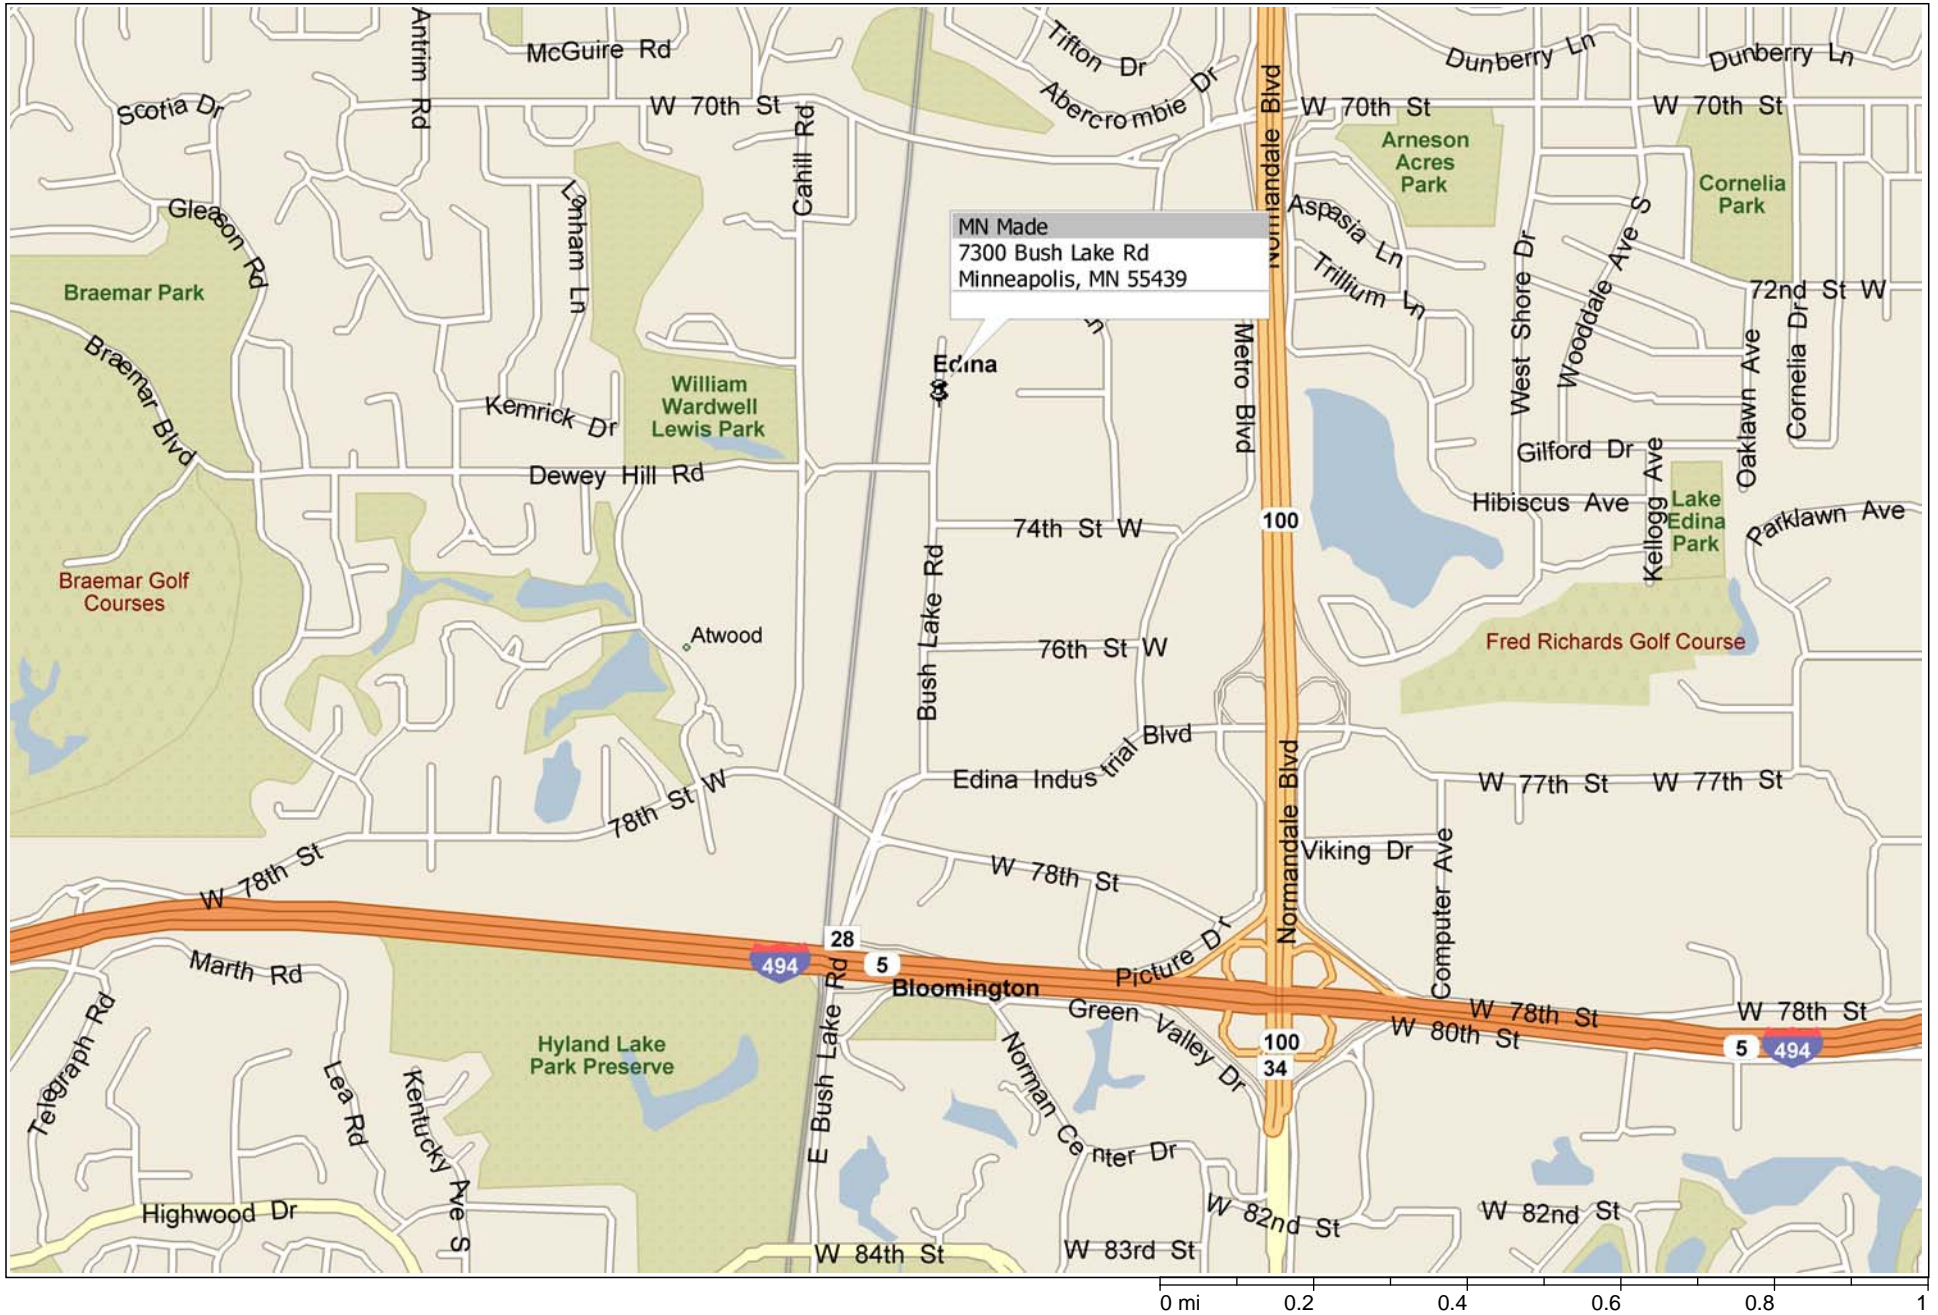 Antrim Rd
McGuire Rd
Tifton Dr
Dunberry Ln
Dunberry Ln
Scotia Dr
W 70th St
Cahill Rd
Abercrombie Dr
Normandale Blvd
W 70th St
W 70th St
Arneson
Acres
Park
Cornelia
Park
Gleason Rd
Lanham Ln
MN Made
7300 Bush Lake Rd
Minneapolis, MN 55439
Aspasia Ln
Trillium Ln
West Shore Dr
Wooddale Ave S
72nd St W
Braemar Park
Braemar Blvd
Ln
Metro Blvd
Oaklawn Ave
Cornelia Dr
Edina
William
Wardwell
Lewis Park
Kemrick Dr
Dewey Hill Rd
Gilford Dr
Kellogg Ave
Hibiscus Ave
Lake
Edina
Park
Parklawn Ave
100
74th St W
Bush Lake Rd
Braemar Golf
Courses
Atwood
76th St W
Fred Richards Golf Course
Edina Industrial Blvd
Normandale Blvd
W 77th St
W 77th St
78th St W
W 78th St
W 78th St
Viking Dr
Computer Ave
Picture Dr
28
494
5
Bloomington
Marth Rd
Telegraph Rd
E Bush Lake Rd
Green Valley Dr
W 78th St
W 80th St
W 78th St
5
494
100
34
Hyland Lake
Park Preserve
Lea Rd
Kentucky Ave S
Norman Center Dr
Highwood Dr
W 82nd St
W 82nd St
W 84th St
W 83rd St
0 mi 0.2 0.4 0.6 0.8 1